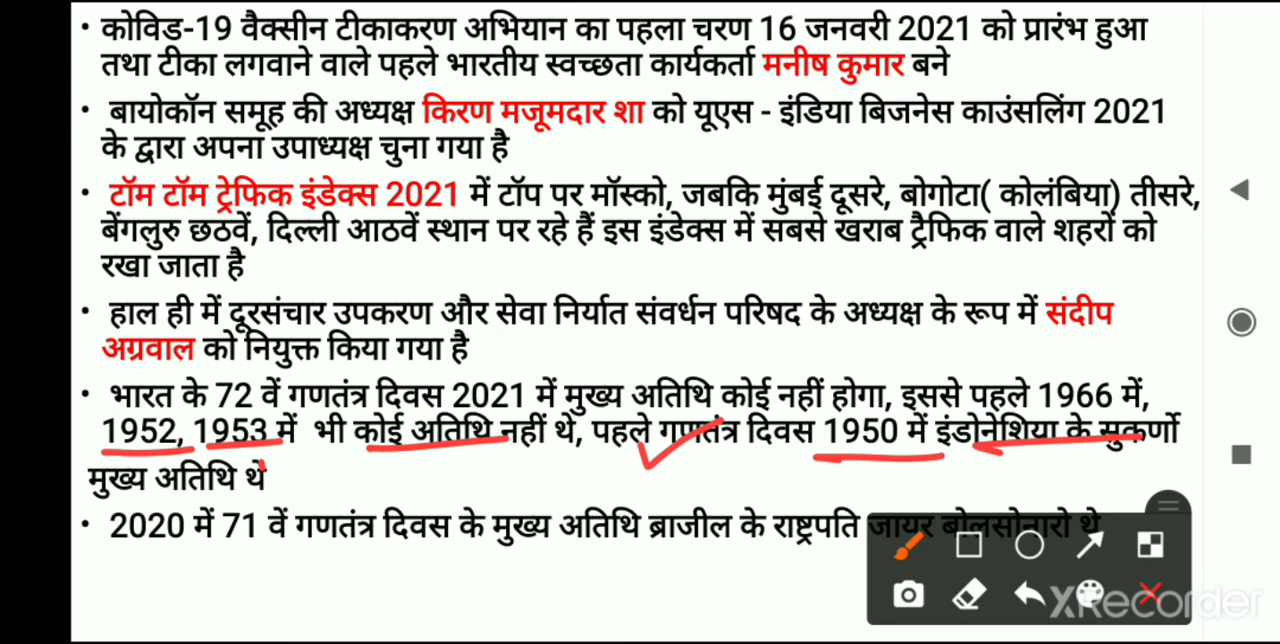 • कोविड-19 वैक्सीन टीकाकरण अभियान का पहला चरण 16 जनवरी 2021 को प्रारंभ हुआ
तथा टीका लगवाने वाले पहले भारतीय स्वच्छता कार्यकर्ता मनीष कुमार बने
• बायोकॉन समूह की अध्यक्ष किरण मजूमदार शा को यूएस - इंडिया बिजनेस काउंसलिंग 2021
के द्वारा अपना उपाध्यक्ष चुना गया है
• टॉम टॉम ट्रेफिक इंडेक्स 2021 में टॉप पर मॉस्को, जबकि मुंबई दूसरे, बोगोटा( कोलंबिया) तीसरे,
बेंगलुरु छठवें, दिल्ली आठवें स्थान पर रहे हैं इस इंडेक्स में सबसे खराब ट्रैफिक वाले शहरों को
रखा जाता है
• हाल ही में दूरसंचार उपकरण और सेवा निर्यात संवर्धन परिषद के अध्यक्ष के रूप में संदीप
अग्रवाल को नियुक्त किया गया है
• भारत के 72 वें गणतंत्र दिवस 2021 में मुख्य अतिथि कोई नहीं होगा, इससे पहले 1966 में,
1952, 1953 में भी कोई अतिथि नहीं थे, पहले गणतंत्र दिवस 1950 में इंडोनेशिया के सुकर्णो
मुख्य अतिथि थे
• 2020 में 71 वें गणतंत्र दिवस के मुख्य अतिथि ब्राजील के राष्ट्रपति जायर बोलसोनारो थे
XRecorder